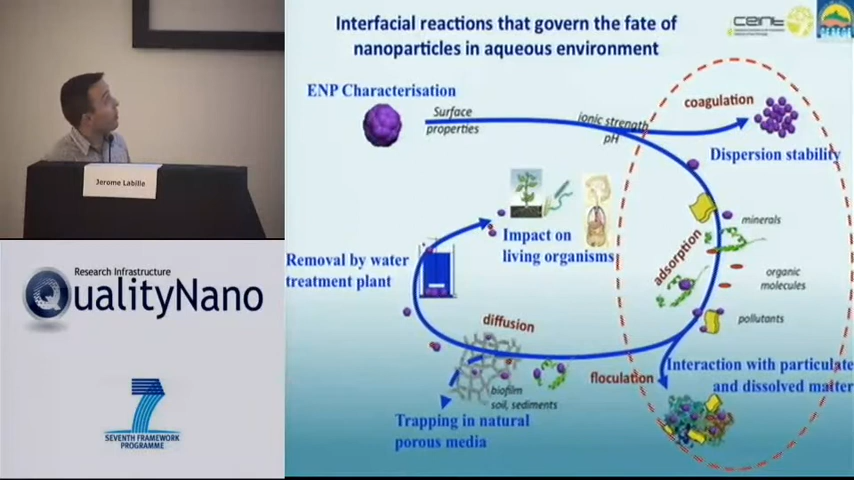 Interfacial reactions that govern the fate of
nanoparticles in aqueous environment
ENP Characterisation
Surface
properties
ionic strength
pH
coagulation
Dispersion stability
minerals
adsorption
organic
molecules
pollutants
Impact on
living organisms
Removal by water
treatment plant
diffusion
biofilm
soil, sediments
floculation
Interaction with particulate
and dissolved matter
Trapping in natural
porous media
Jerome Labille
Research Infrastructure
QualityNano
7
SEVENTH FRAMEWORK
PROGRAMME